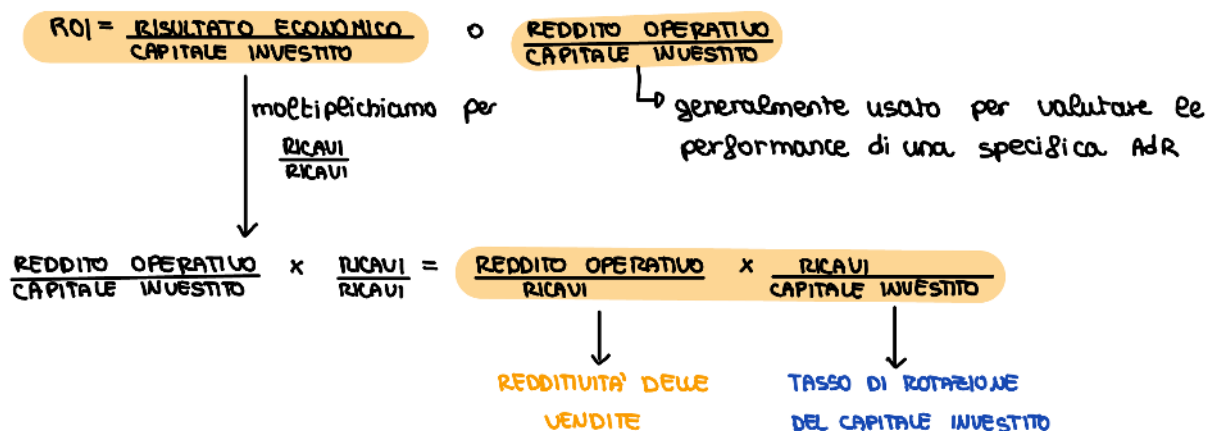 ROI = RISULTATO ECONOMICO / CAPITALE INVESTITO o REDDITO OPERATIVO / CAPITALE INVESTITO
moltiplichiamo per
RICAVI / RICAVI
generalmente usato per valutare le
performance di una specifica AdR
REDDITO OPERATIVO / CAPITALE INVESTITO x RICAVI / RICAVI = REDDITO OPERATIVO / RICAVI x RICAVI / CAPITALE INVESTITO
REDDITIVITA' DELLE
VENDITE
TASSO DI ROTAZIONE
DEL CAPITALE INVESTITO